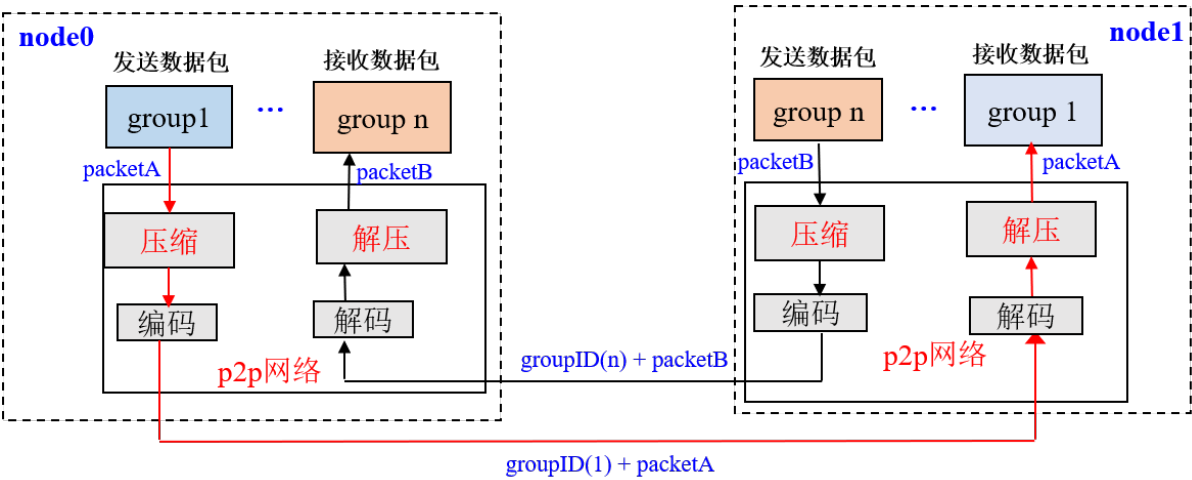 node0
发送数据包
接收数据包
group1
...
group n
packetA
packetB
压缩
解压
编码
解码
p2p网络
node1
发送数据包
接收数据包
group n
...
group 1
packetB
packetA
压缩
解压
编码
解码
p2p网络
groupID(n) + packetB
groupID(1) + packetA